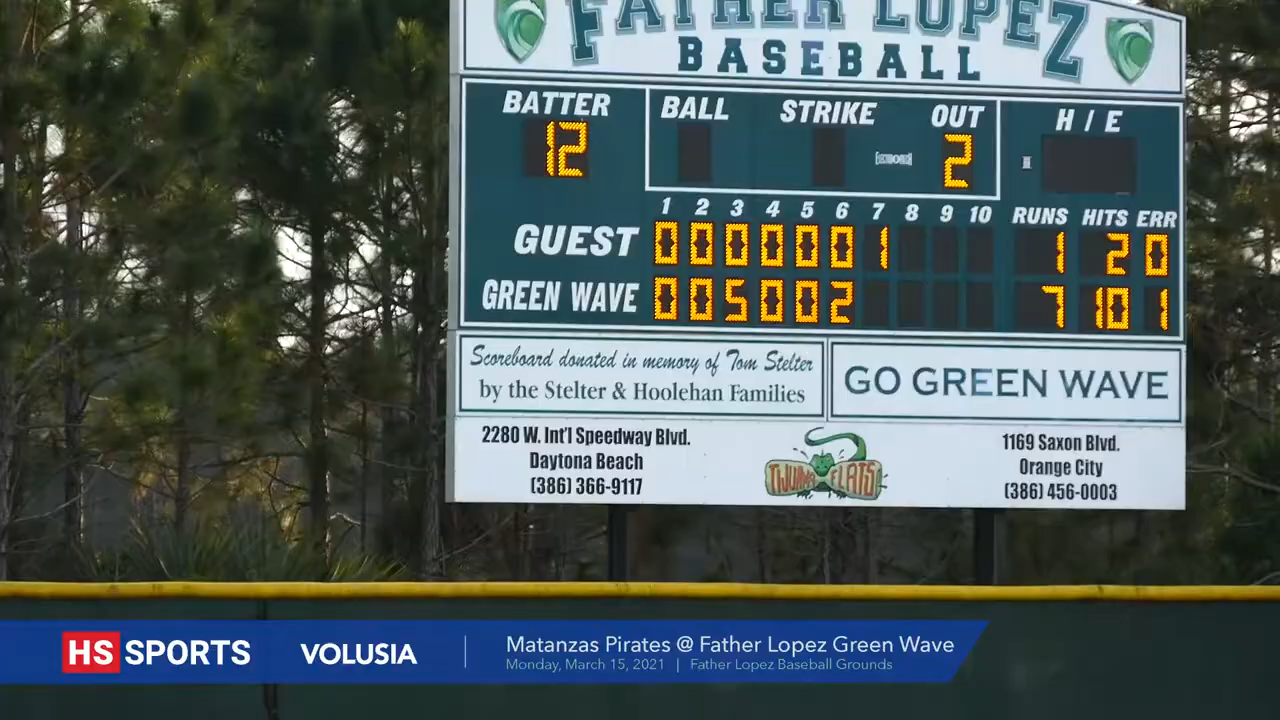 FATHER LOPEZ
BASEBALL
BATTER BALL STRIKE OUT H / E
12 2
1 2 3 4 5 6 7 8 9 10 RUNS HITS ERR
GUEST 0 0 0 0 0 0 1 1 2 0
GREEN WAVE 0 0 5 0 0 2 7 10 1
Scoreboard donated in memory of Tom Stelter
by the Stelter & Hoolehan Families
GO GREEN WAVE
2280 W. Int'l Speedway Blvd.
Daytona Beach
(386) 366-9117
TIJUANA FLATS
1169 Saxon Blvd.
Orange City
(386) 456-0003
HS SPORTS VOLUSIA
Matanzas Pirates @ Father Lopez Green Wave
Monday, March 15, 2021 | Father Lopez Baseball Grounds